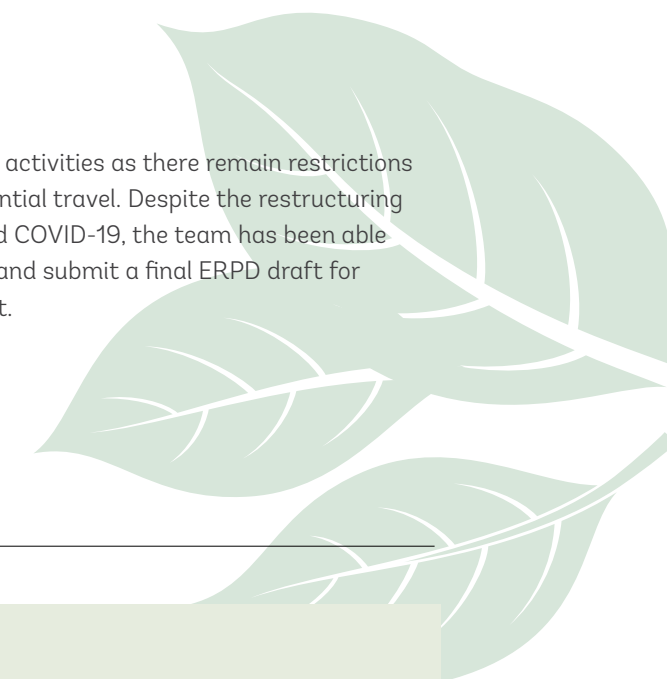 activities as there remain restrictions
ntial travel. Despite the restructuring
d COVID-19, the team has been able
and submit a final ERPD draft for
t.